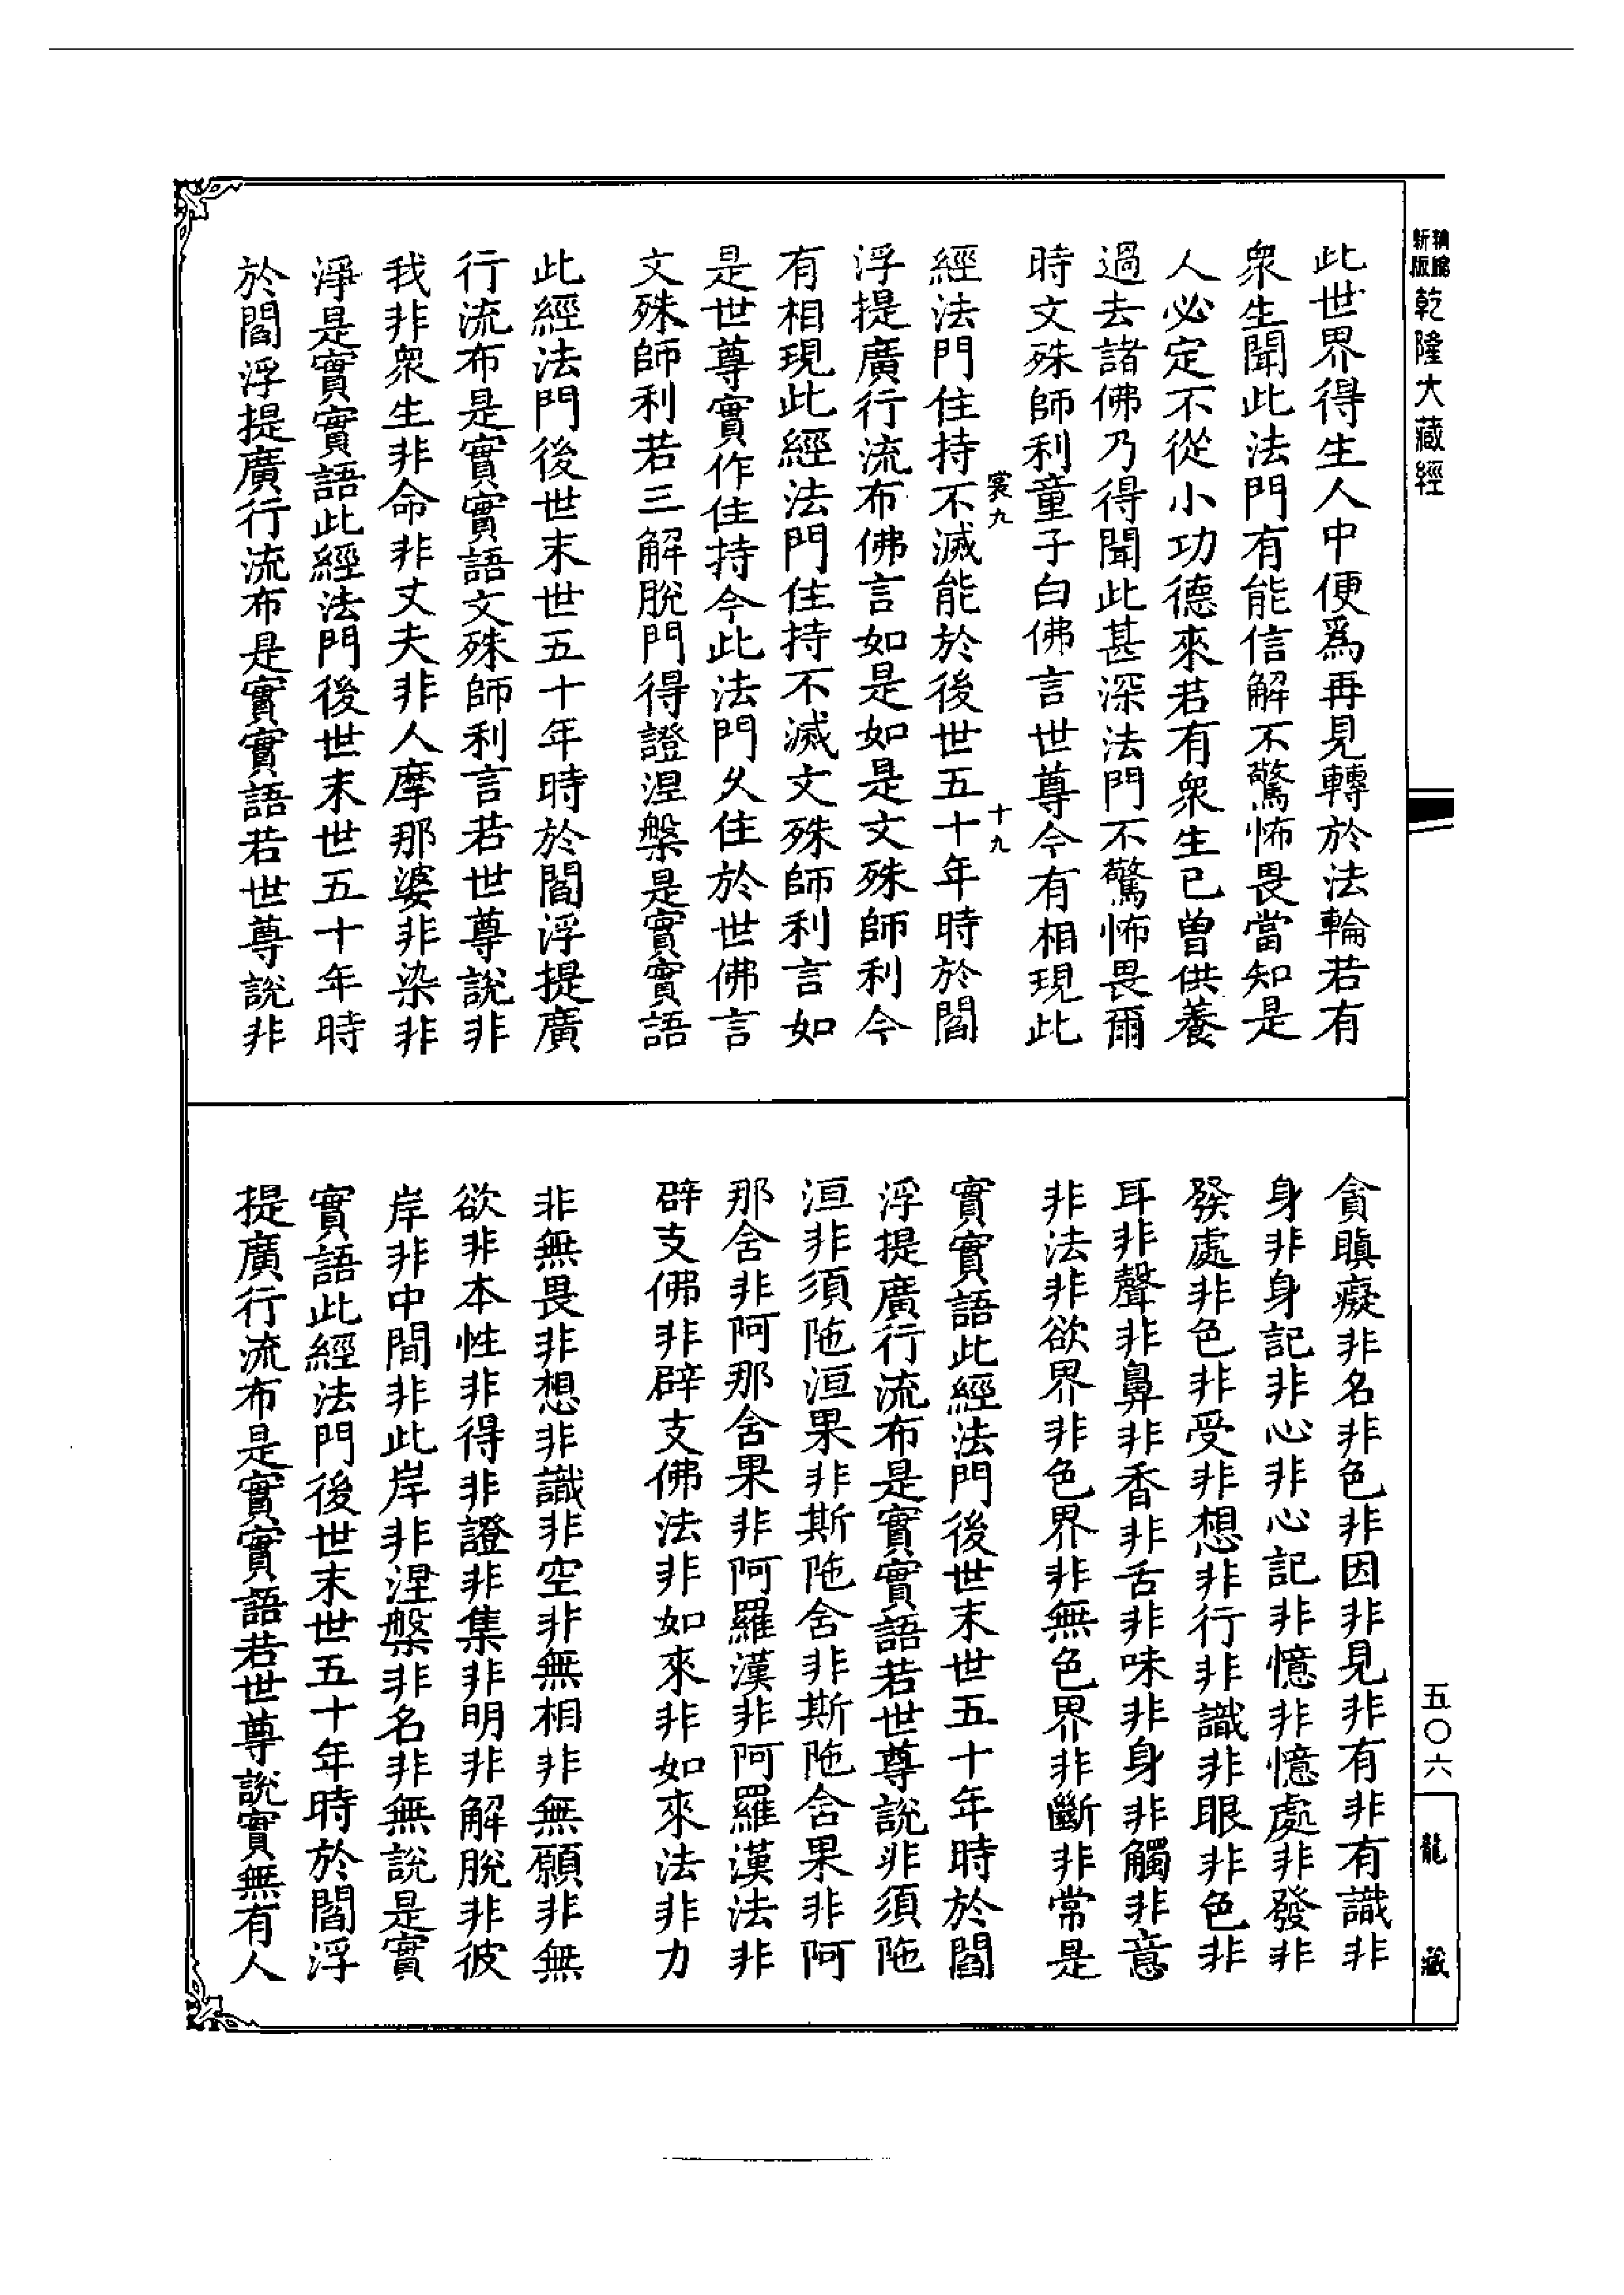 新版
精縮
乾隆大藏經
此世界得生人中便為再見轉於法輪若有
衆生聞此法門有能信解不驚怖畏當知是
人必定不從小功德來若有衆生已曾供養
過去諸佛乃得聞此甚深法門不驚怖畏爾
時文殊師利童子白佛言世尊今有相現此
裳九
十九
經法門住持不滅能於後世五十年時於閻
浮提廣行流布佛言如是如是文殊師利今
有相現此經法門住持不滅文殊師利言如
是世尊實作住持令此法門久住於世佛言
文殊師利若三解脫門得證涅槃是實實語
此經法門後世末世五十年時於閻浮提廣
行流布是實實語文殊師利言若世尊說非
我非衆生非命非丈夫非人摩那婆非染非
淨是實實語此經法門後世末世五十年時
於閻浮提廣行流布是實實語若世尊說非
貪瞋癡非名非色非因非見非有非有識非
身非身記非心非心記非憶非憶處非發非
發處非色非受非想非行非識非眼非色非
耳非聲非鼻非香非舌非味非身非觸非意
非法非欲界非色界非無色界非斷非常是
實實語此經法門後世末世五十年時於閻
浮提廣行流布是實實語若世尊說非須陁
洹非須陁洹果非斯陁舍非斯陁舍果非阿
那舍非阿那舍果非阿羅漢非阿羅漢法非
辟支佛非辟支佛法非如來非如來法非力
非無畏非想非識非空非無相非無願非無
欲非本性非得非證非集非明非解脫非彼
岸非中間非此岸非涅槃非名非無說是實
實語此經法門後世末世五十年時於閻浮
提廣行流布是實實語若世尊說實無有人
五〇六
龍藏